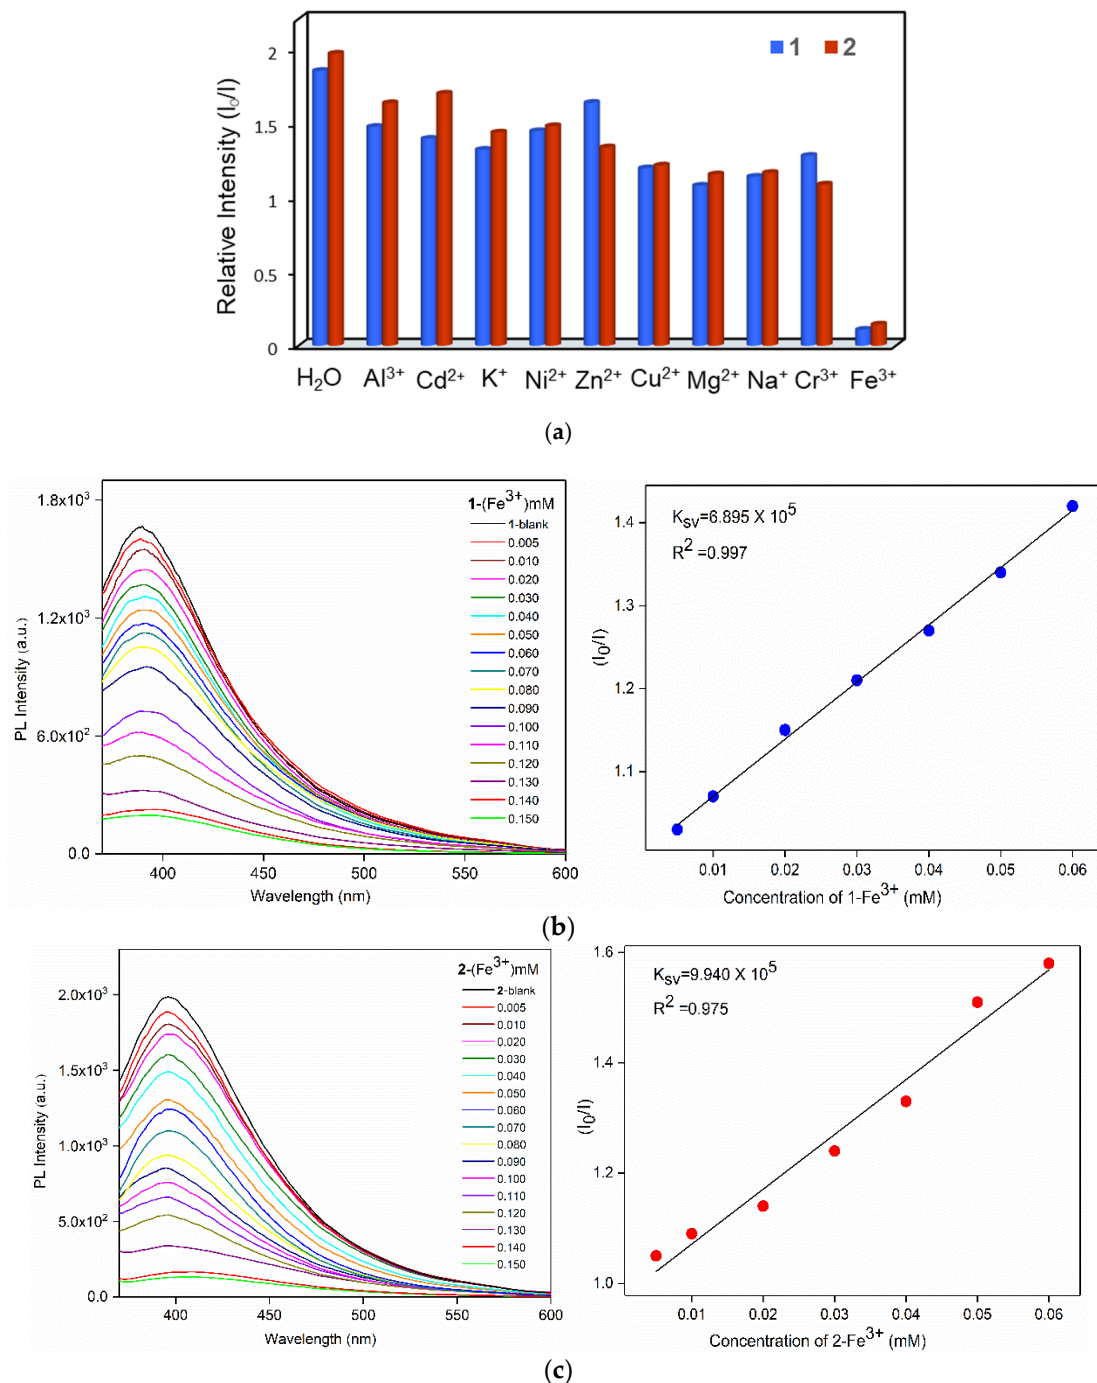 Relative Intensity (I₀/I)
1 2
2
1.5
1
0.5
0
H₂O Al³⁺ Cd²⁺ K⁺ Ni²⁺ Zn²⁺ Cu²⁺ Mg²⁺ Na⁺ Cr³⁺ Fe³⁺
(a)
PL Intensity (a.u.)
1.8x10³
1.2x10³
6.0x10²
0.0
400 450 500 550 600
Wavelength (nm)
1-(Fe³⁺)mM
1-blank
0.005
0.010
0.020
0.030
0.040
0.050
0.060
0.070
0.080
0.090
0.100
0.110
0.120
0.130
0.140
0.150
(I₀/I)
1.4
1.3
1.2
1.1
K_SV=6.895 X 10⁵
R² =0.997
0.01 0.02 0.03 0.04 0.05 0.06
Concentration of 1-Fe³⁺ (mM)
(b)
PL Intensity (a.u.)
2.0x10³
1.5x10³
1.0x10³
5.0x10²
0.0
400 450 500 550 600
Wavelength (nm)
2-(Fe³⁺)mM
2-blank
0.005
0.010
0.020
0.030
0.040
0.050
0.060
0.070
0.080
0.090
0.100
0.110
0.120
0.130
0.140
0.150
(I₀/I)
1.6
1.4
1.2
1.0
K_SV=9.940 X 10⁵
R² =0.975
0.01 0.02 0.03 0.04 0.05 0.06
Concentration of 2-Fe³⁺ (mM)
(c)